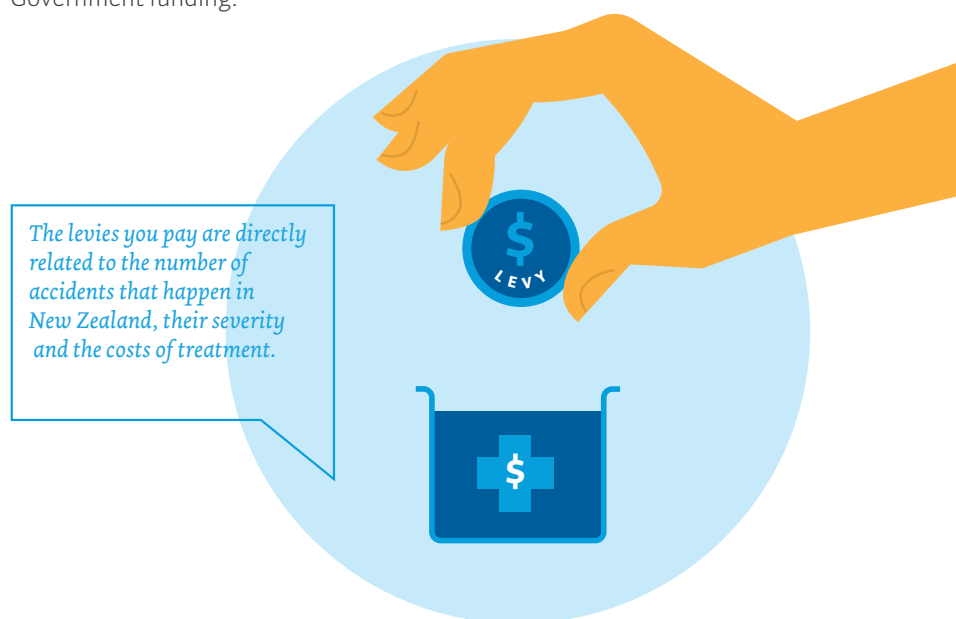 Government funding.
The levies you pay are directly
related to the number of
accidents that happen in
New Zealand, their severity
and the costs of treatment.
$
LEVY
$